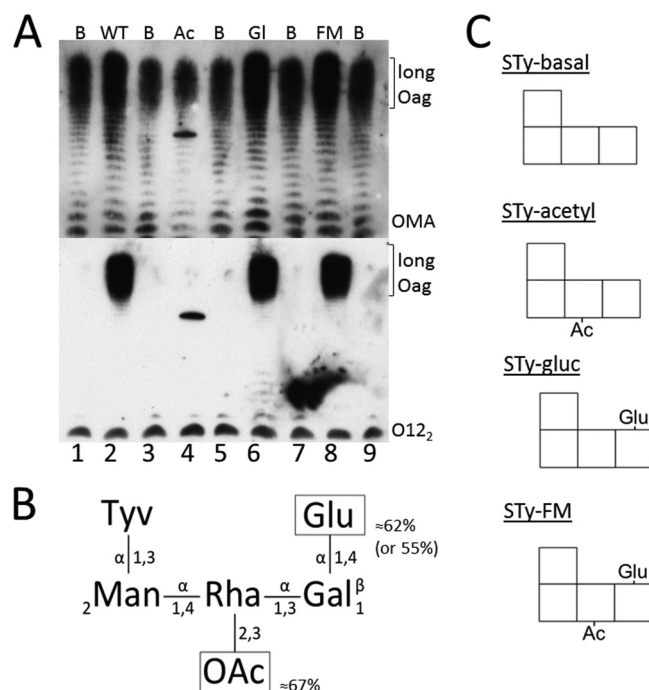 A
B WT B Ac B Gl B FM B
long
Oag
OMA
long
Oag
O12₂
1 2 3 4 5 6 7 8 9
B
Tyv
α 1,3
Glu
≈62%
(or 55%)
α 1,4
₂Man α 1,4 Rha α 1,3 Gal β 1
2,3
OAc
≈67%
C
STy-basal
STy-acetyl
Ac
STy-gluc
Glu
STy-FM
Glu
Ac